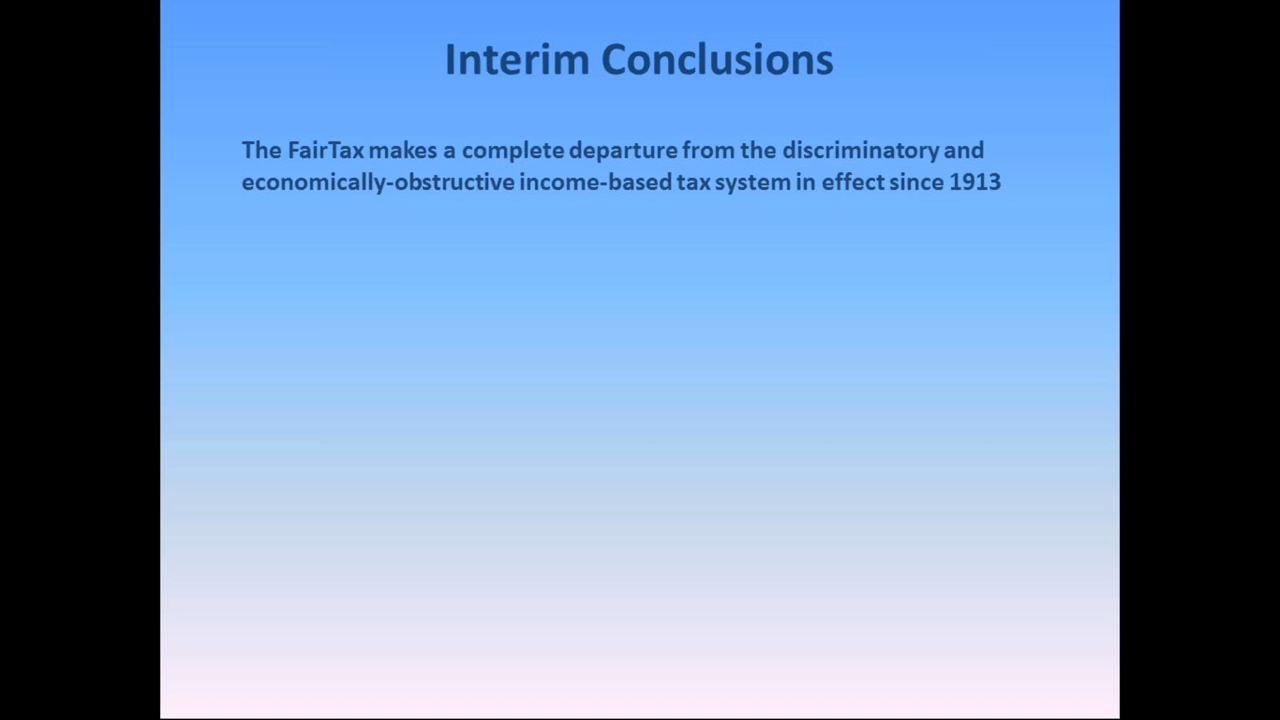 Interim Conclusions
The FairTax makes a complete departure from the discriminatory and
economically-obstructive income-based tax system in effect since 1913